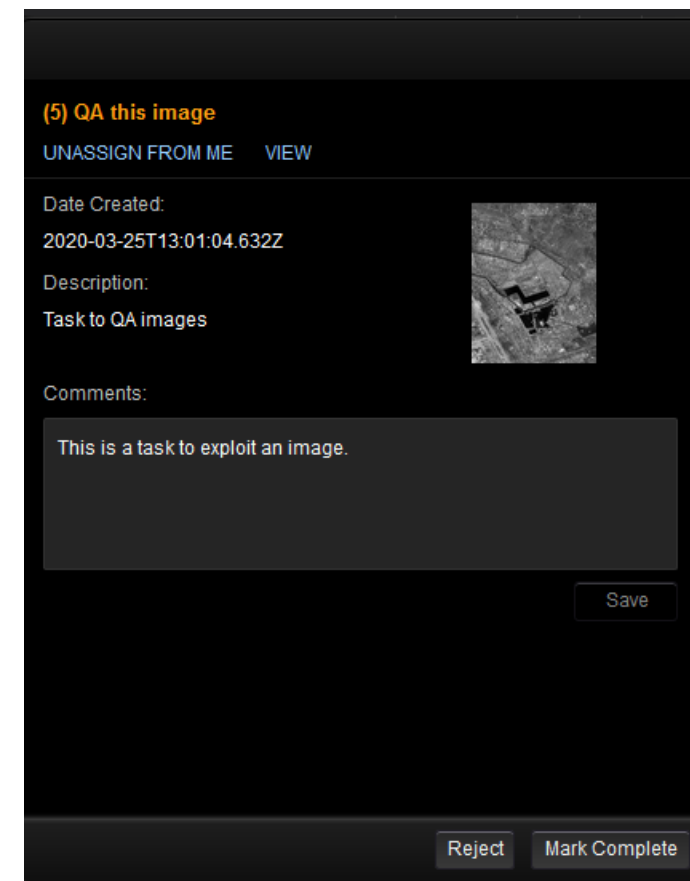 (5) QA this image
UNASSIGN FROM ME VIEW
Date Created:
2020-03-25T13:01:04.632Z
Description:
Task to QA images
Comments:
This is a task to exploit an image.
Save
Reject Mark Complete